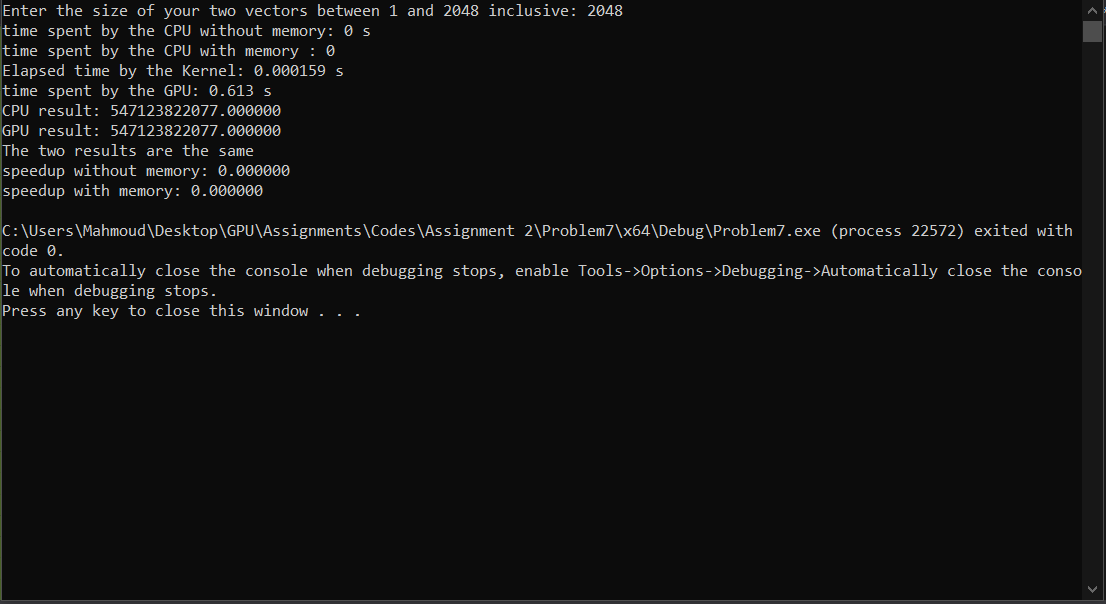 Enter the size of your two vectors between 1 and 2048 inclusive: 2048
time spent by the CPU without memory: 0 s
time spent by the CPU with memory : 0
Elapsed time by the Kernel: 0.000159 s
time spent by the GPU: 0.613 s
CPU result: 547123822077.000000
GPU result: 547123822077.000000
The two results are the same
speedup without memory: 0.000000
speedup with memory: 0.000000
C:\Users\Mahmoud\Desktop\GPU\Assignments\Codes\Assignment 2\Problem7\x64\Debug\Problem7.exe (process 22572) exited with
code 0.
To automatically close the console when debugging stops, enable Tools->Options->Debugging->Automatically close the conso
le when debugging stops.
Press any key to close this window . . .